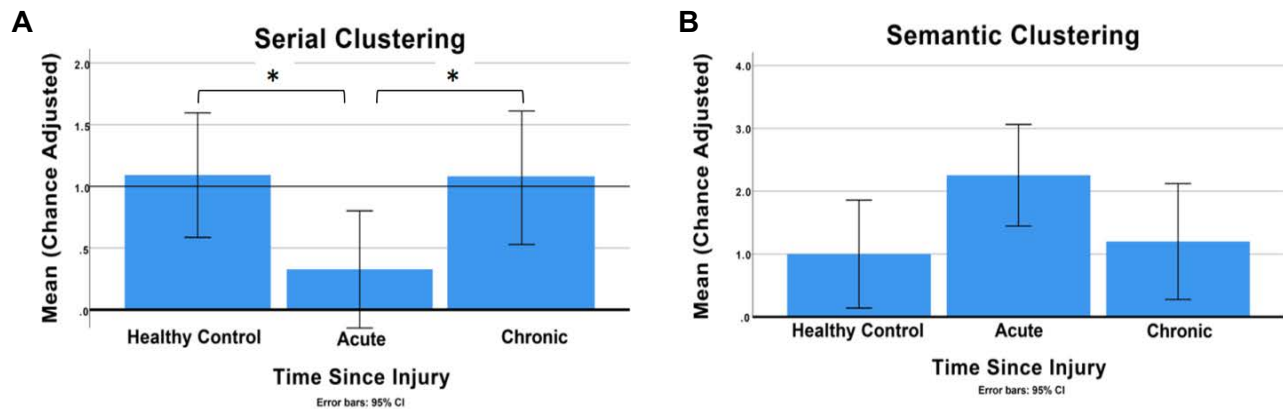 A
Serial Clustering
Mean (Chance Adjusted)
2.0
1.5
1.0
.5
.0
*
*
Healthy Control Acute Chronic
Time Since Injury
Error bars: 95% CI
B
Semantic Clustering
Mean (Chance Adjusted)
4.0
3.0
2.0
1.0
.0
Healthy Control Acute Chronic
Time Since Injury
Error bars: 95% CI